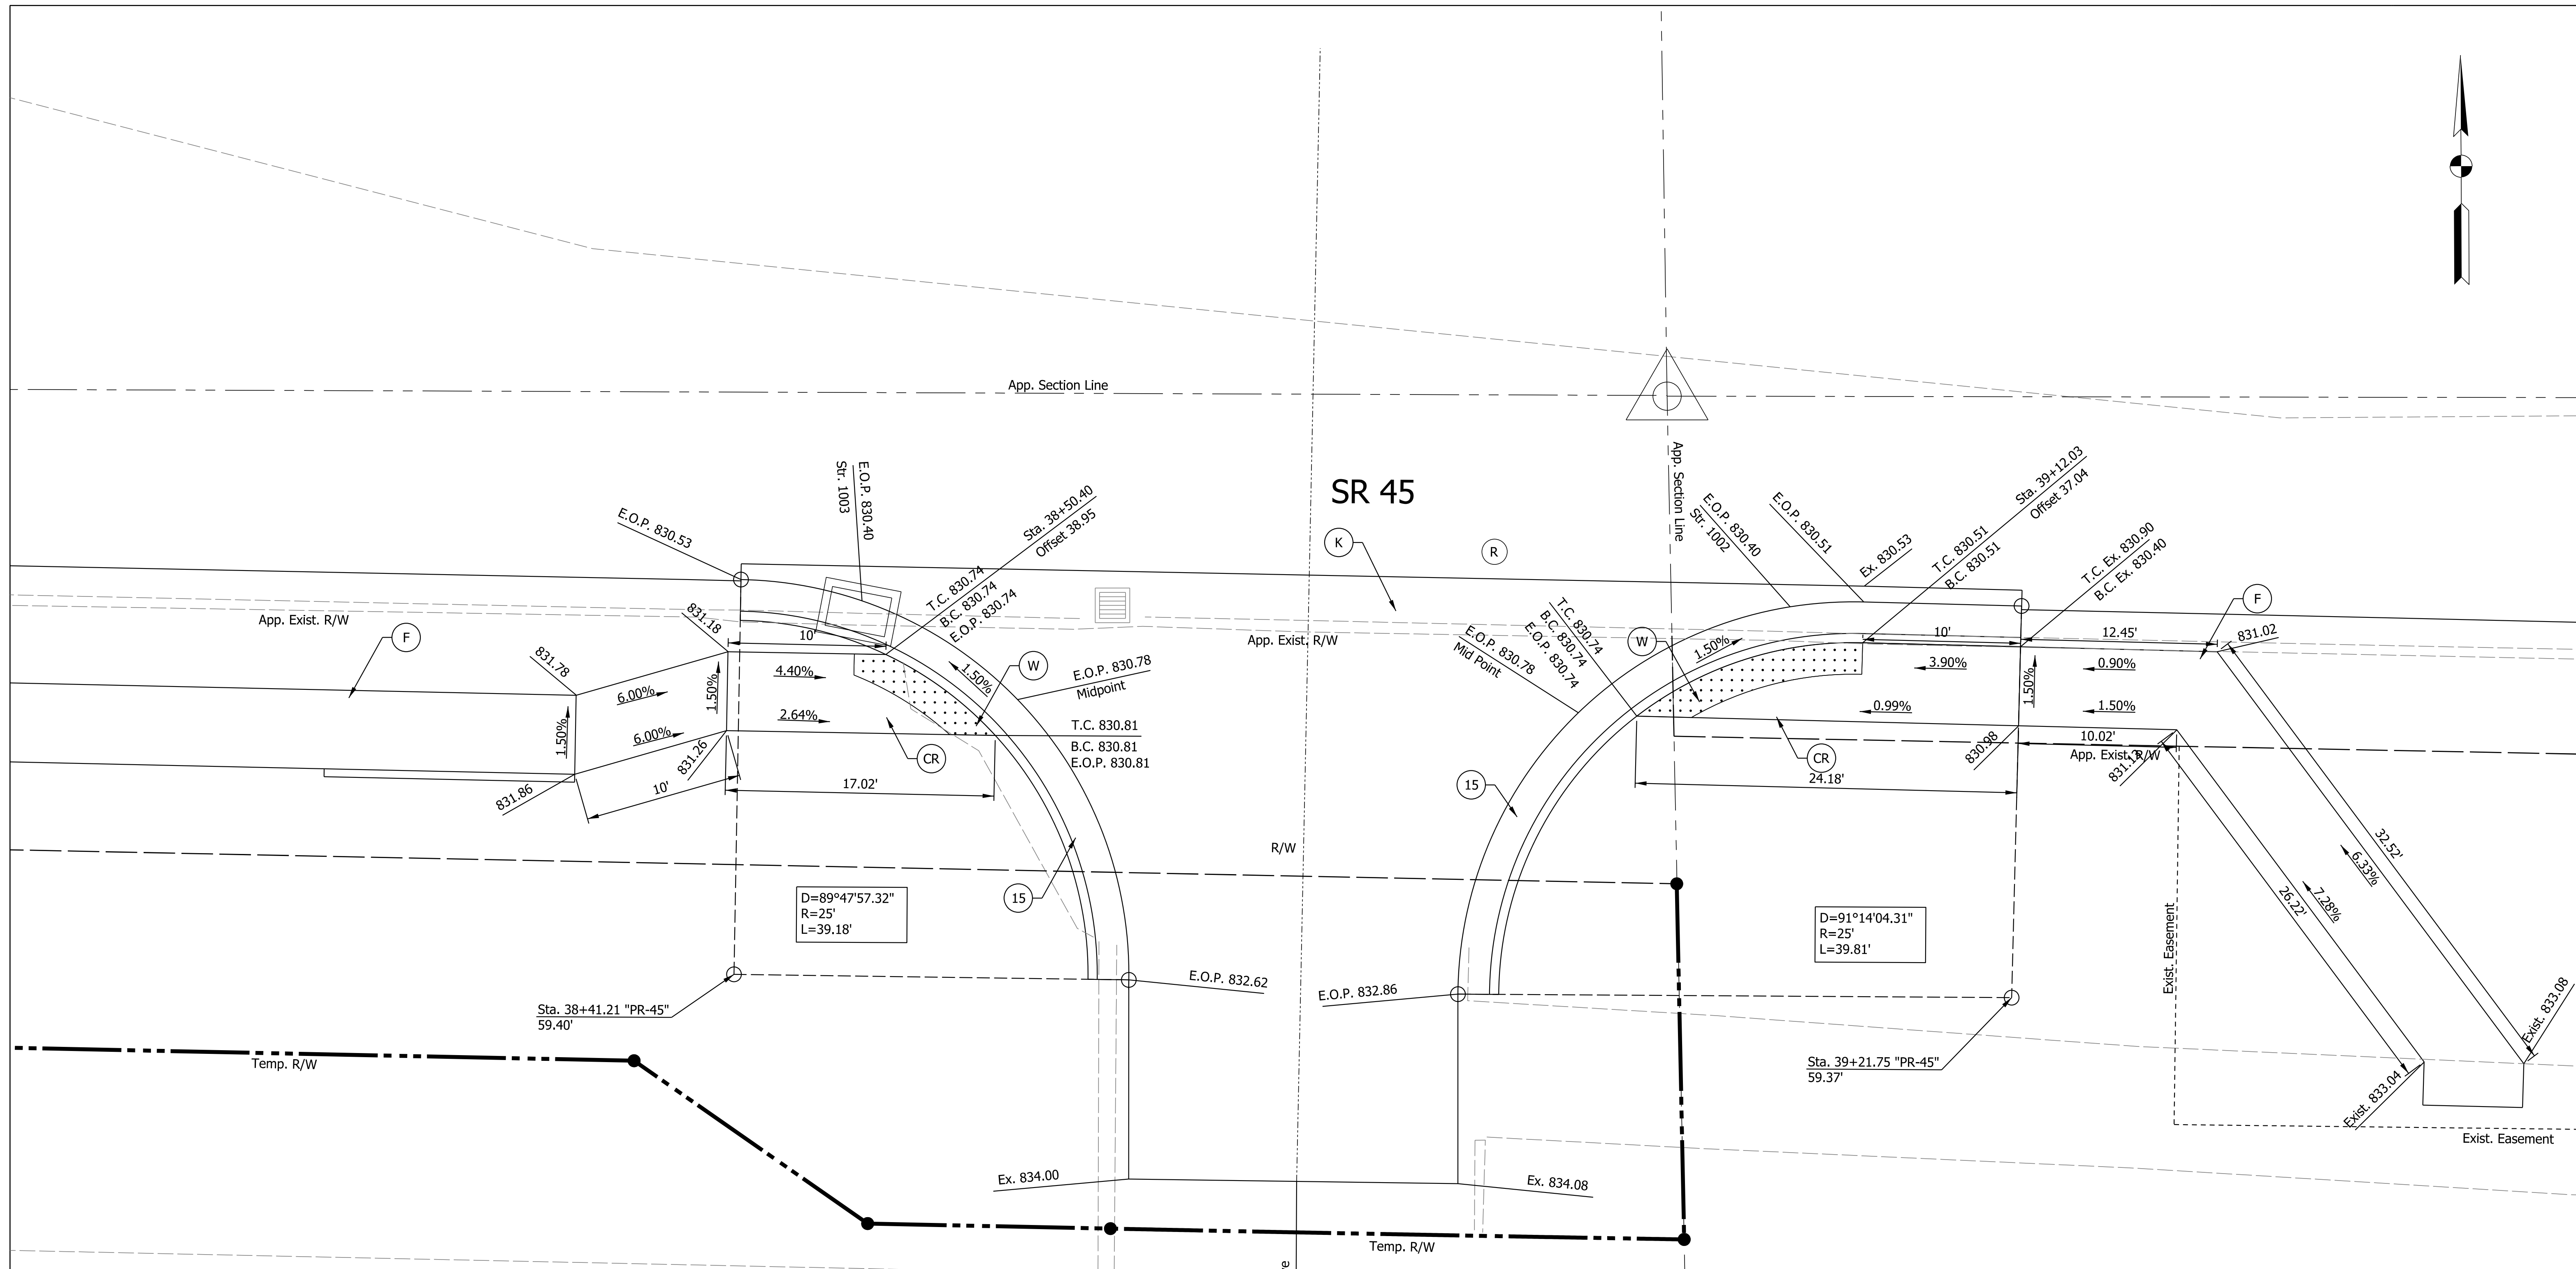 App. Section Line
App. Section Line
SR 45
K
R
E.O.P. 830.53
E.O.P. 830.40
Str. 1003
Sta. 38+50.40
Offset 38.95
T.C. 830.74
B.C. 830.74
E.O.P. 830.74
E.O.P. 830.40
Str. 1002
E.O.P. 830.51
Ex. 830.53
Sta. 39+12.03
Offset 37.04
T.C. 830.51
B.C. 830.51
T.C. Ex. 830.90
B.C. Ex. 830.40
F
App. Exist. R/W
F
831.18
10'
831.78
6.00%
1.50%
4.40%
1.50%
W
E.O.P. 830.78
Midpoint
2.64%
6.00%
1.50%
831.26
CR
T.C. 830.81
B.C. 830.81
E.O.P. 830.81
831.86
10'
17.02'
App. Exist. R/W
T.C. 830.74
B.C. 830.74
E.O.P. 830.74
E.O.P. 830.78
Mid Point
W
1.50%
10'
12.45'
831.02
3.90%
0.90%
1.50%
0.99%
1.50%
10.02'
830.98
App. Exist. R/W
CR
24.18'
15
R/W
D=89°47'57.32"
R=25'
L=39.18'
15
D=91°14'04.31"
R=25'
L=39.81'
32.52'
6.33%
7.28%
26.22'
Exist. Easement
E.O.P. 832.62
E.O.P. 832.86
Sta. 38+41.21 "PR-45"
59.40'
Sta. 39+21.75 "PR-45"
59.37'
Exist. 833.08
Exist. 833.04
Temp. R/W
Exist. Easement
Ex. 834.00
Ex. 834.08
Temp. R/W